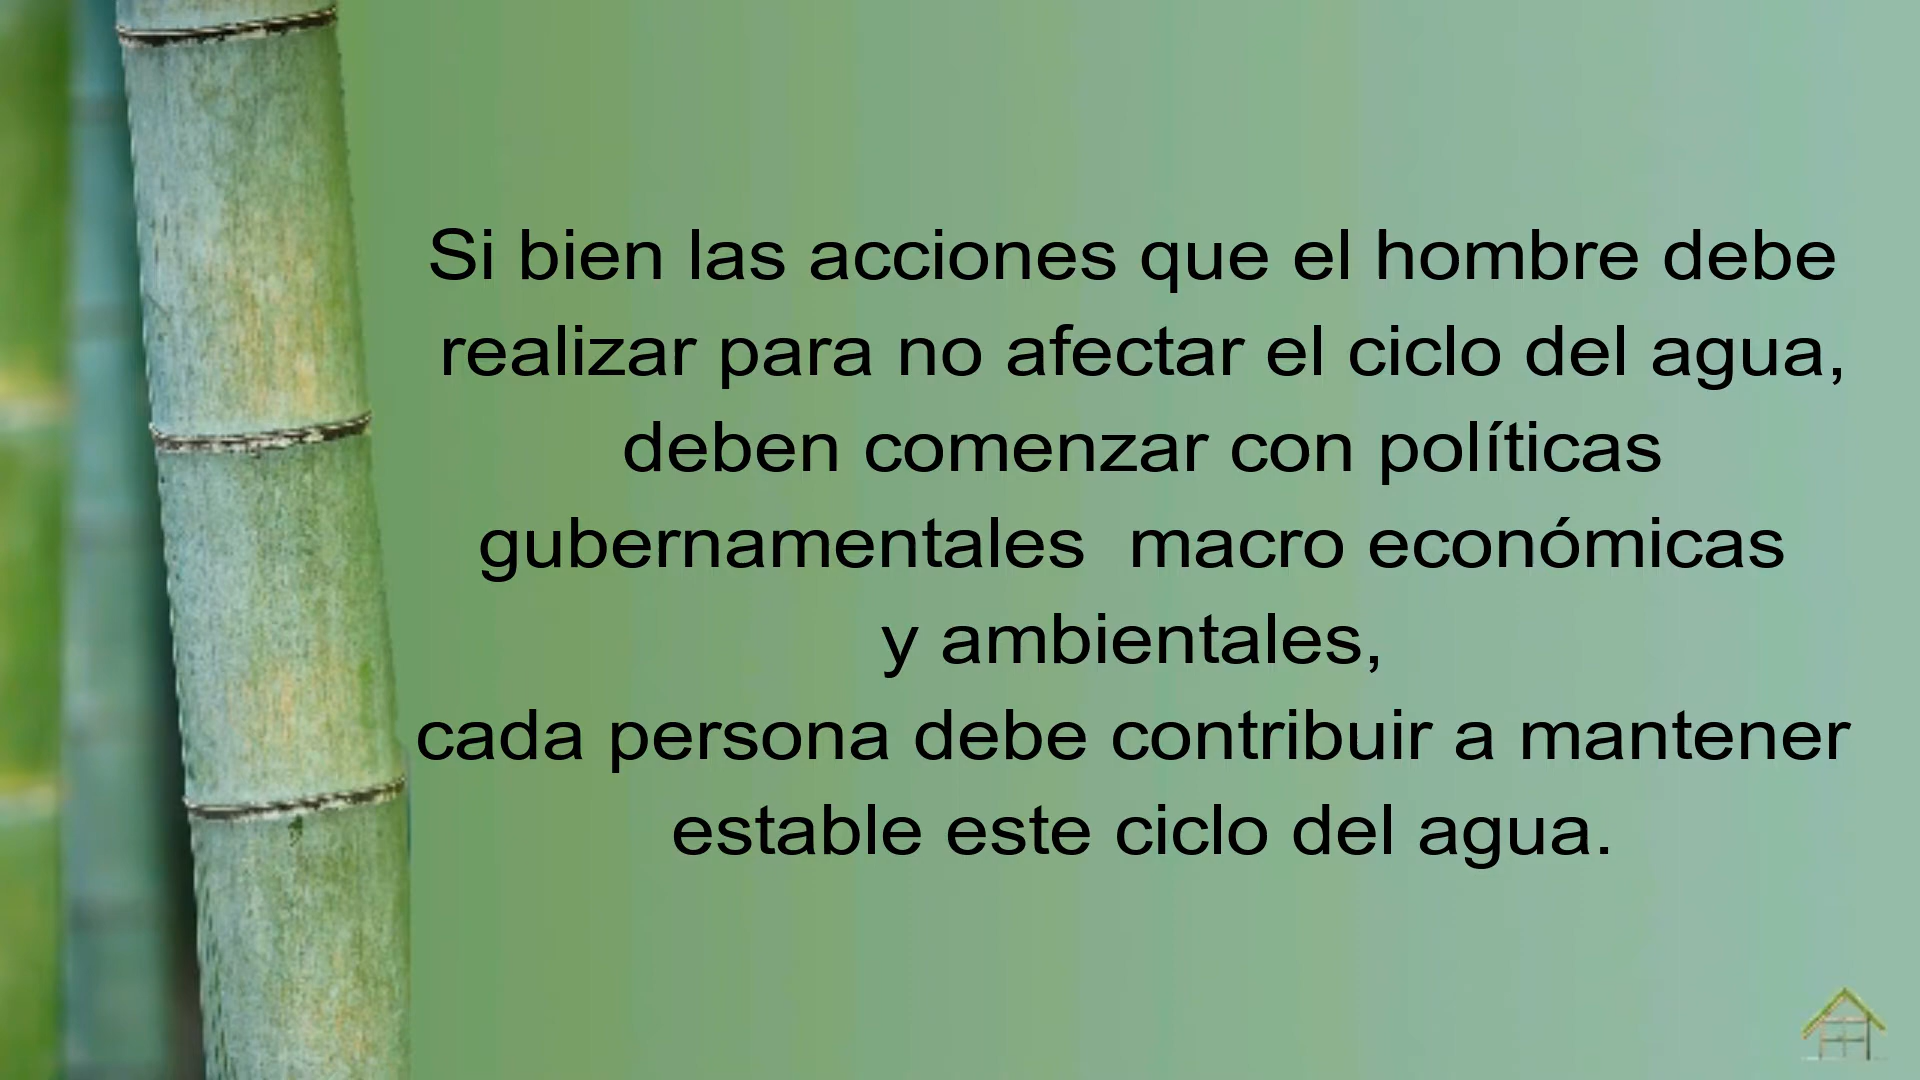 Si bien las acciones que el hombre debe
realizar para no afectar el ciclo del agua,
deben comenzar con políticas
gubernamentales  macro económicas
y ambientales,
cada persona debe contribuir a mantener
estable este ciclo del agua.